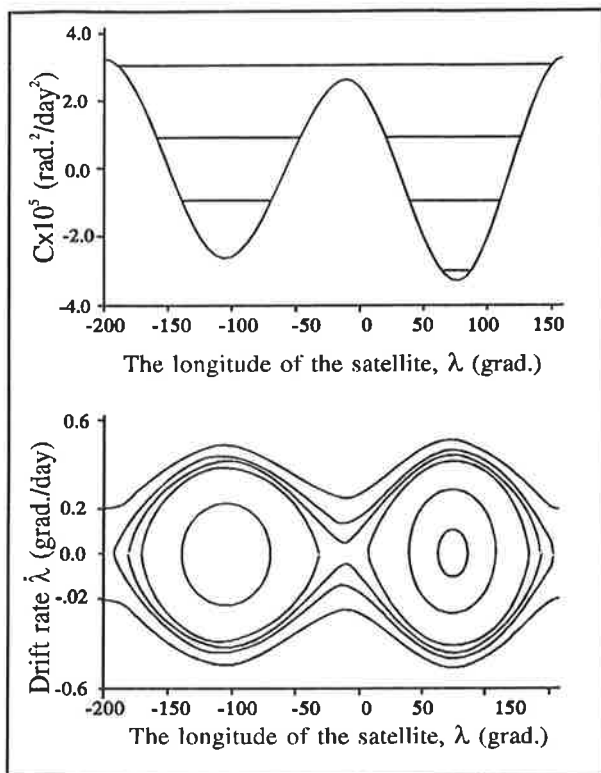 4.0
2.0
0.0
-2.0
-4.0
Cx10⁵ (rad.²/day²)
-200 -150 -100 -50 0 50 100 150
The longitude of the satellite, λ (grad.)
0.6
0.2
0.0
-.02
-0.6
Drift rate λ̇ (grad./day)
-200 -150 -100 -50 0 50 100 150
The longitude of the satellite, λ (grad.)